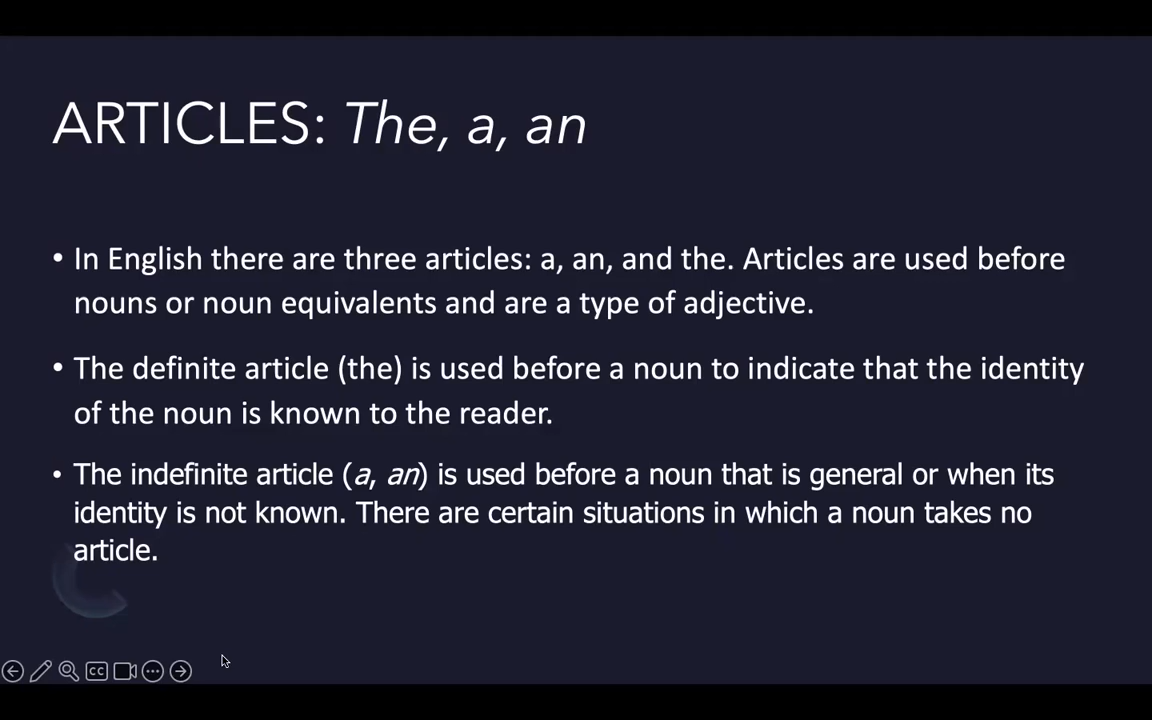 ARTICLES: The, a, an
• In English there are three articles: a, an, and the. Articles are used before
nouns or noun equivalents and are a type of adjective.
• The definite article (the) is used before a noun to indicate that the identity
of the noun is known to the reader.
• The indefinite article (a, an) is used before a noun that is general or when its
identity is not known. There are certain situations in which a noun takes no
article.
CC